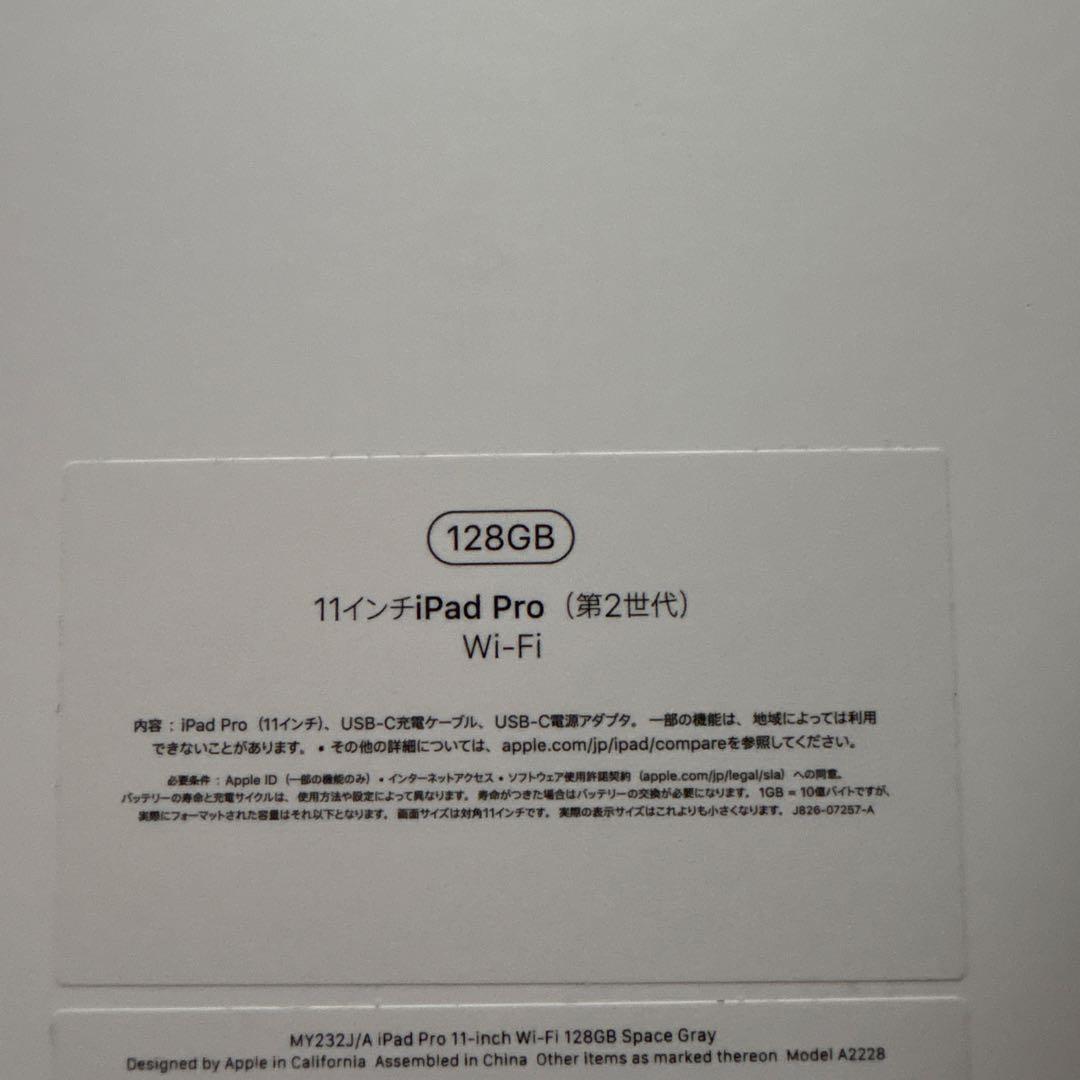 128GB
11インチiPad Pro（第2世代）
Wi-Fi
内容：iPad Pro（11インチ）、USB-C充電ケーブル、USB-C電源アダプタ。一部の機能は、地域によっては利用
できないことがあります。• その他の詳細については、apple.com/jp/ipad/compareを参照してください。
必要条件：Apple ID（一部の機能のみ）• インターネットアクセス • ソフトウェア使用許諾契約（apple.com/jp/legal/sla）への同意。
バッテリーの寿命と充電サイクルは、使用方法や設定によって異なります。寿命がつきた場合はバッテリーの交換が必要になります。1GB = 10億バイトですが、
実際にフォーマットされた容量はそれ以下となります。画面サイズは対角11インチです。実際の表示サイズはこれよりも小さくなります。J826-07257-A
MY232J/A iPad Pro 11-inch Wi-Fi 128GB Space Gray
Designed by Apple in California Assembled in China Other items as marked thereon Model A2228